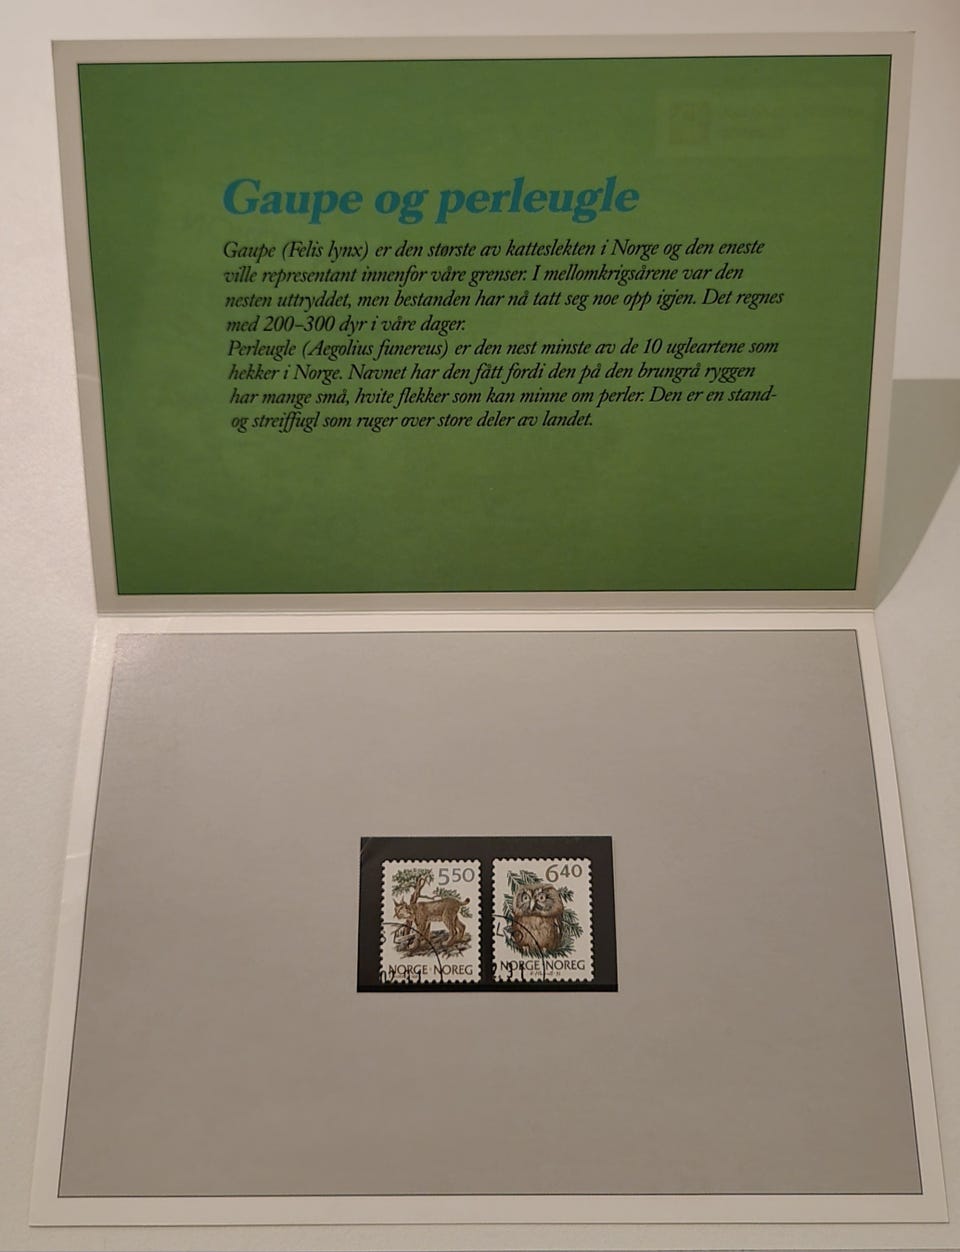 Gaupe og perleugle
Gaupe (Felis lynx) er den største av katteslekten i Norge og den eneste
ville representant innenfor våre grenser. I mellomkrigsårene var den
nesten uttryddet, men bestanden har nå tatt seg noe opp igjen. Det regnes
med 200–300 dyr i våre dager.
Perleugle (Aegolius funereus) er den nest minste av de 10 ugleartene som
hekker i Norge. Navnet har den fått fordi den på den brungrå ryggen
har mange små, hvite flekker som kan minne om perler. Den er en stand-
og streiffugl som ruger over store deler av landet.
550 640
NORGE·NOREG NORGE·NOREG